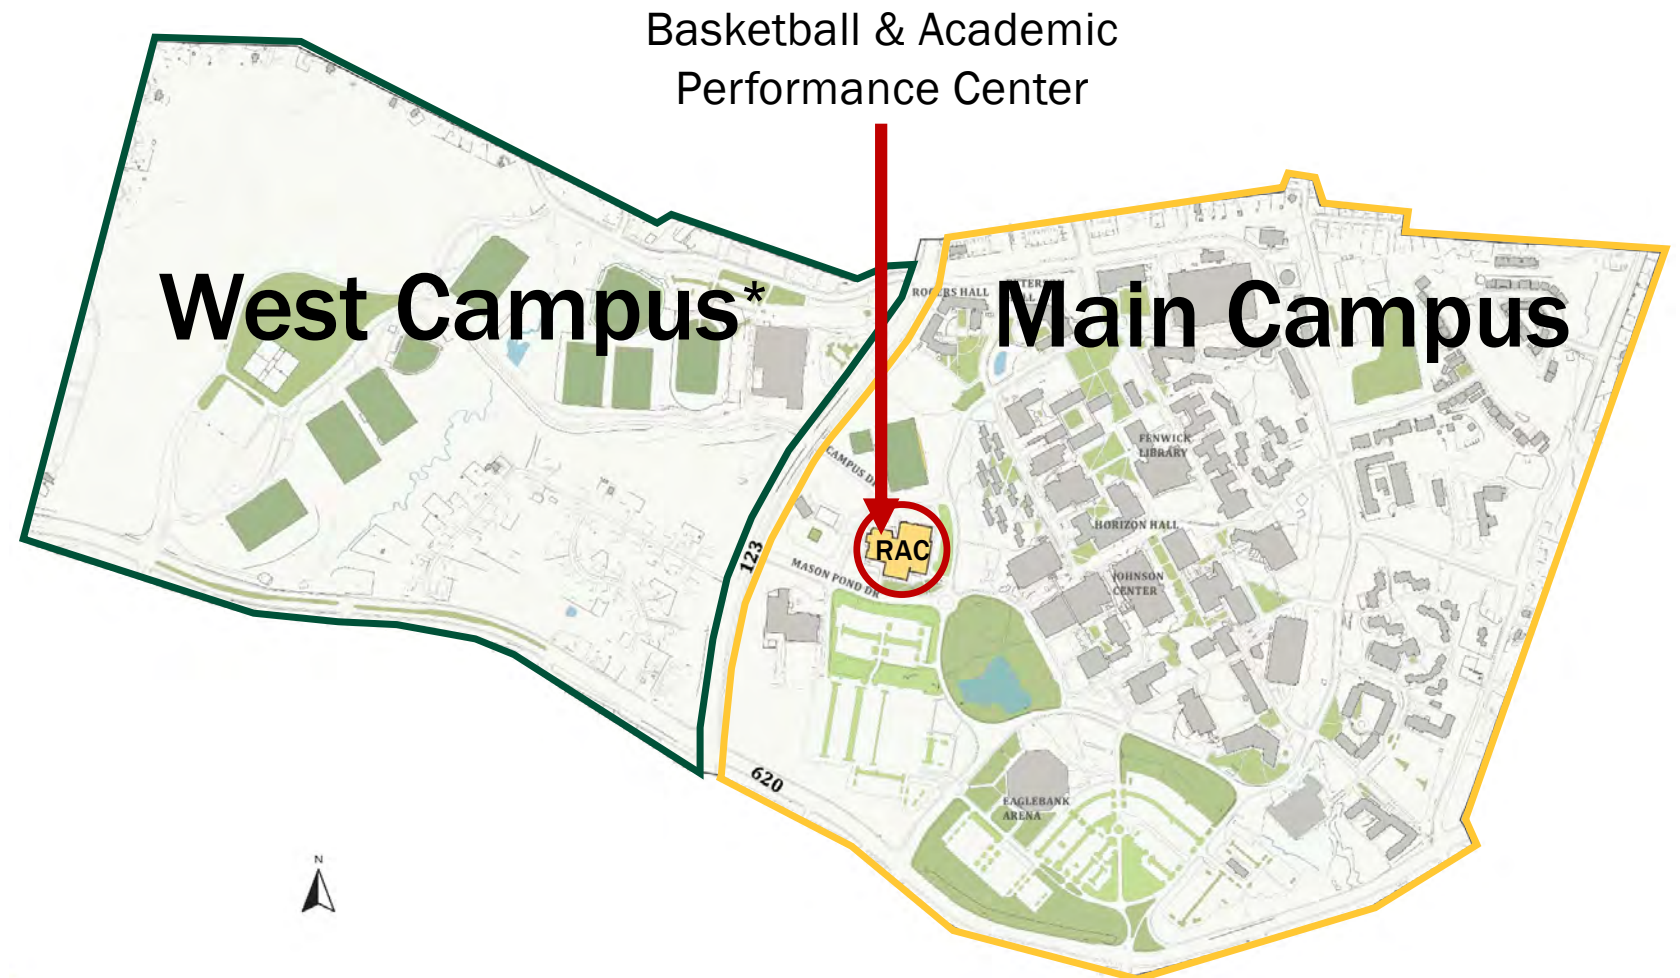 Basketball & Academic
Performance Center
West Campus*
Main Campus
ROGERS HALL
CAMPUS DR
FENWICK
LIBRARY
HORIZON HALL
RAC
123
MASON POND DR
JOHNSON
CENTER
620
EAGLEBANK
ARENA
N